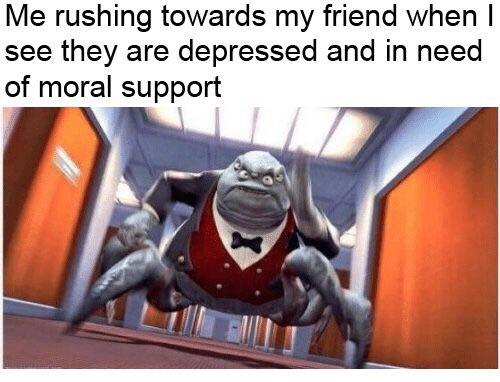 Me rushing towards my friend when I
see they are depressed and in need
of moral support